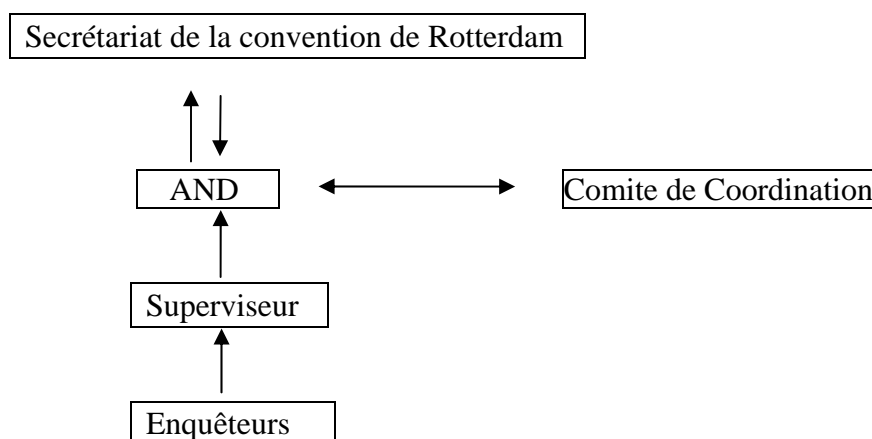 Secrétariat de la convention de Rotterdam
AND
Comite de Coordination
Superviseur
Enquêteurs